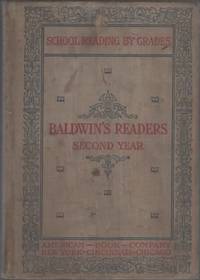 SCHOOL READING BY GRADES
BALDWIN'S READERS
SECOND YEAR
AMERICAN BOOK COMPANY
NEW YORK CINCINNATI CHICAGO